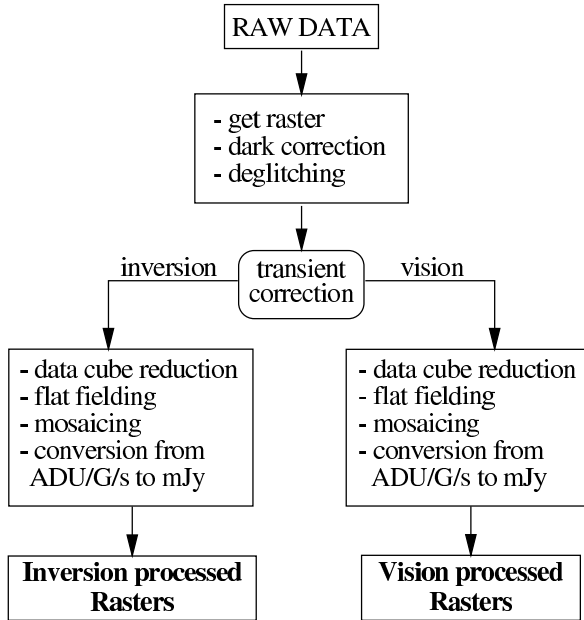 RAW DATA
- get raster
- dark correction
- deglitching
inversion
transient
correction
vision
- data cube reduction
- flat fielding
- mosaicing
- conversion from
ADU/G/s to mJy
- data cube reduction
- flat fielding
- mosaicing
- conversion from
ADU/G/s to mJy
Inversion processed
Rasters
Vision processed
Rasters